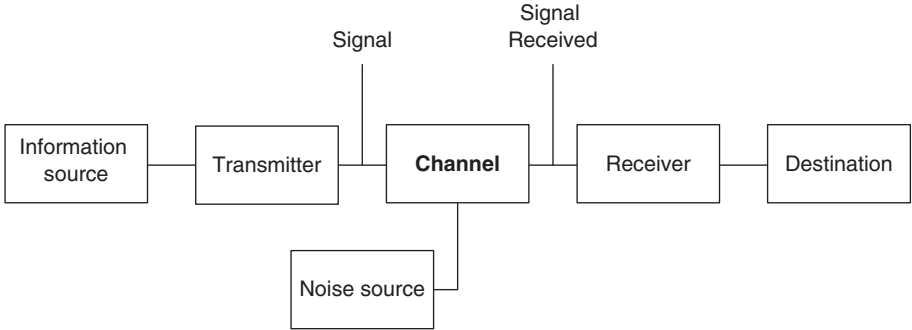 Signal
Signal
Received
Information
source
Transmitter
Channel
Receiver
Destination
Noise source